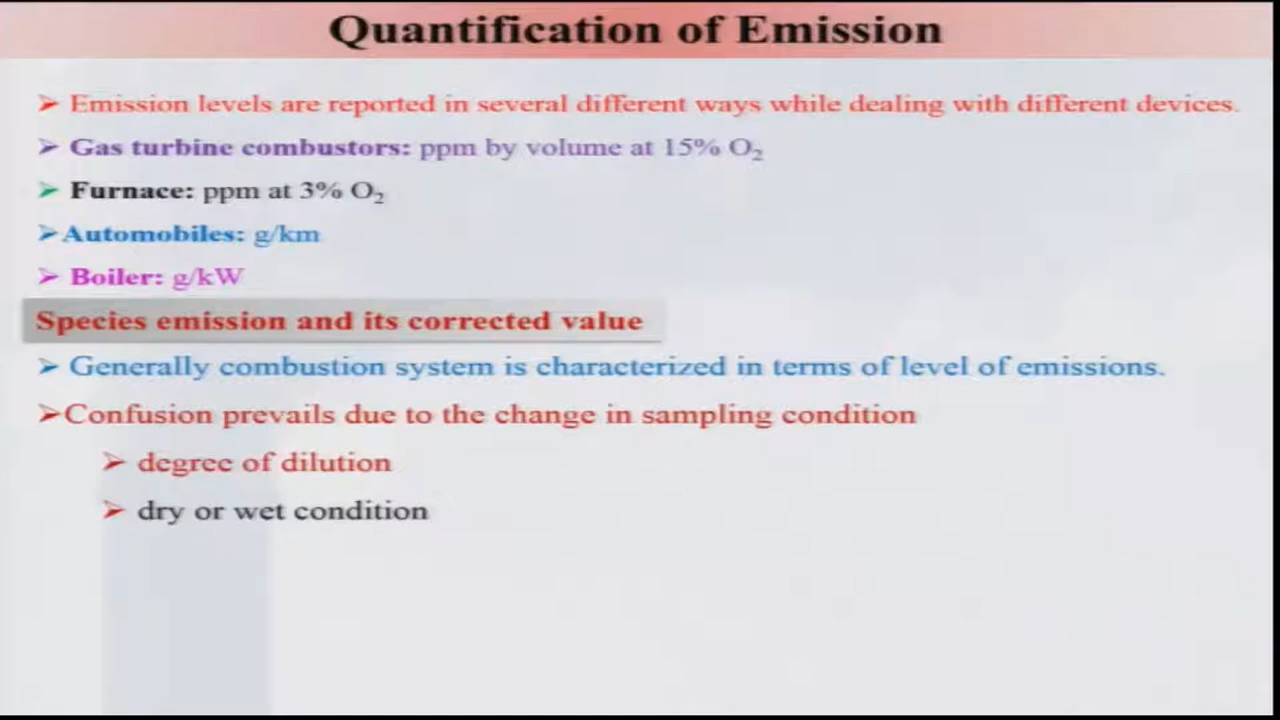 Quantification of Emission
➢ Emission levels are reported in several different ways while dealing with different devices.
➢ Gas turbine combustors: ppm by volume at 15% O₂
➢ Furnace: ppm at 3% O₂
➢Automobiles: g/km
➢ Boiler: g/kW
Species emission and its corrected value
➢ Generally combustion system is characterized in terms of level of emissions.
➢Confusion prevails due to the change in sampling condition
➢ degree of dilution
➢ dry or wet condition